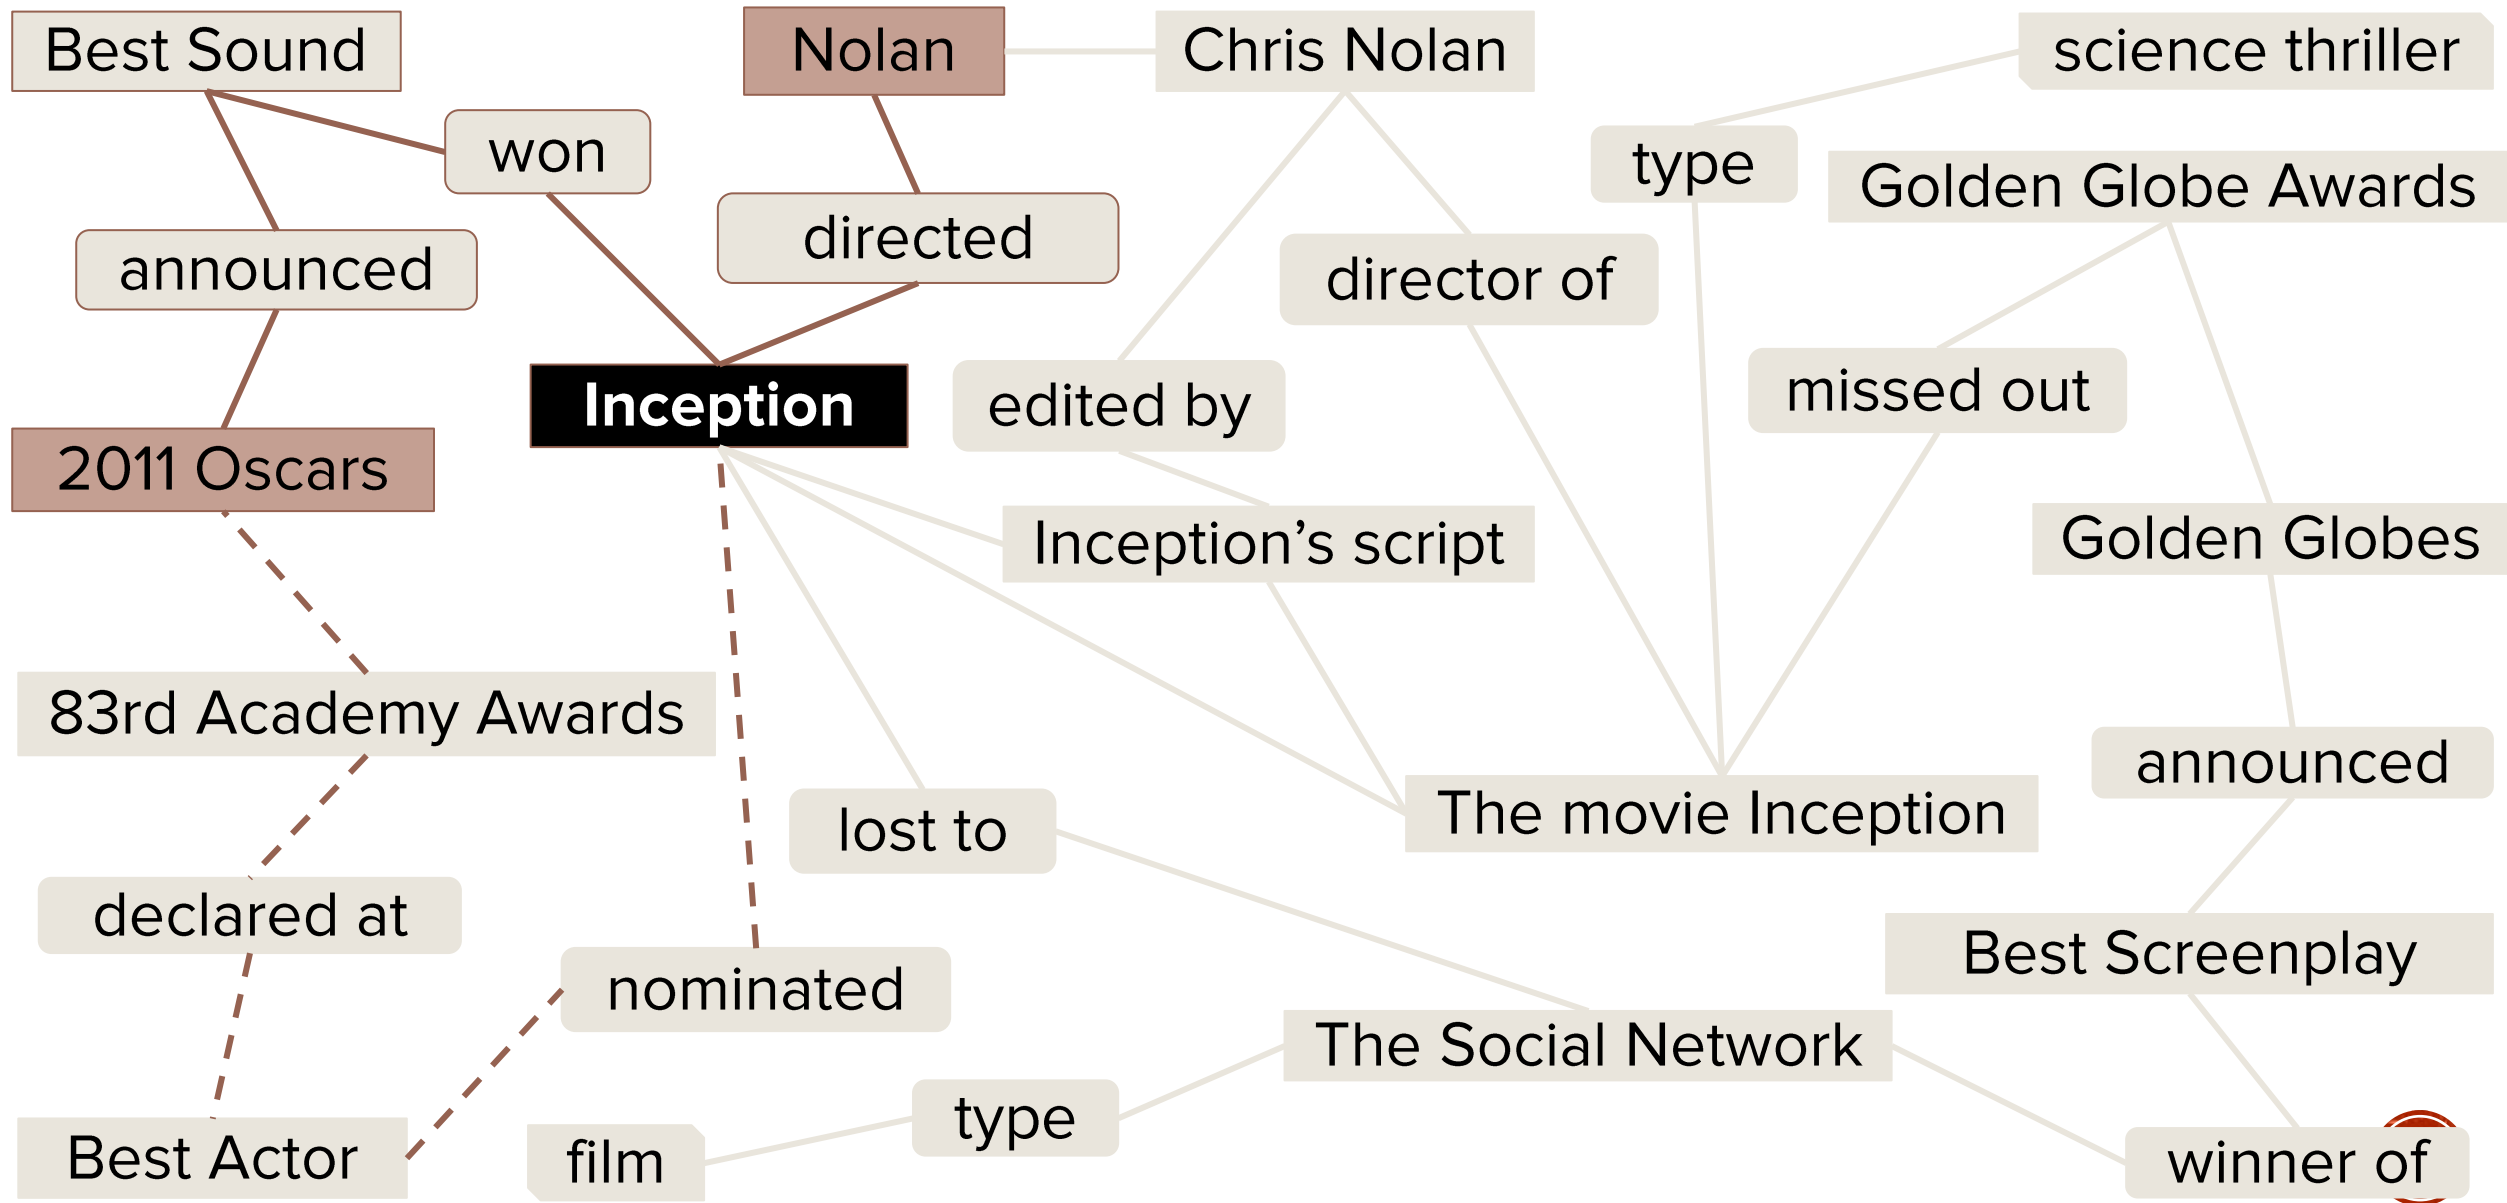 Best Sound
Nolan
Chris Nolan
science thriller
won
type
Golden Globe Awards
directed
announced
director of
Inception
edited by
missed out
2011 Oscars
Inception's script
Golden Globes
83rd Academy Awards
announced
lost to
The movie Inception
declared at
Best Screenplay
nominated
The Social Network
type
Best Actor
film
winner of